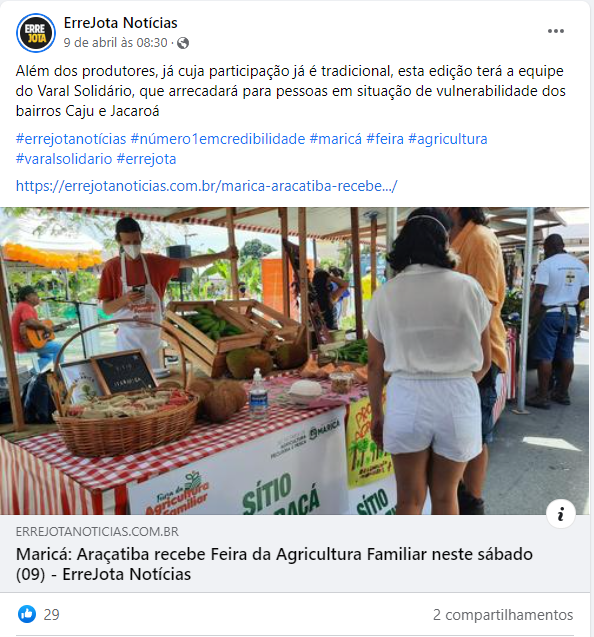 ERRE
JOTA
ErreJota Notícias
9 de abril às 08:30 ·
Além dos produtores, já cuja participação já é tradicional, esta edição terá a equipe
do Varal Solidário, que arrecadará para pessoas em situação de vulnerabilidade dos
bairros Caju e Jacaroá
#errejotanotícias #número1emcredibilidade #maricá #feira #agricultura
#varalsolidario #errejota
https://errejotanoticias.com.br/marica-aracatiba-recebe.../
MARICÁ
Feira da
Agricultura
Familiar
SÍTIO
SÍTIO
ERREJOTANOTICIAS.COM.BR
Maricá: Araçatiba recebe Feira da Agricultura Familiar neste sábado
(09) - ErreJota Notícias
29
2 compartilhamentos